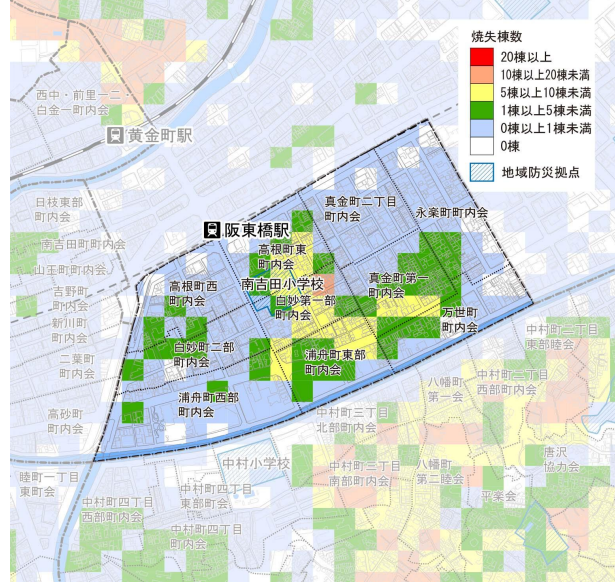 焼失棟数
20棟以上
10棟以上20棟未満
5棟以上10棟未満
1棟以上5棟未満
0棟以上1棟未満
0棟
地域防災拠点
西中・前里一二
白金一町内会
黄金町駅
日枝東部
町内会
南吉田町町内会
山王町町内会
吉野町
町内会
新川町
町内会
二葉町
町内会
高砂町
町内会
睦町一丁目
東町会
阪東橋駅
真金町二丁目
町内会
永楽町町内会
高根町東
町内会
高根町西
町内会
南吉田小学校
白妙第一部
町内会
真金町第一
町内会
万世町
町内会
白妙町二部
町内会
浦舟町東部
町内会
浦舟町西部
町内会
中村町二丁目
東部睦会
中村町二丁目
西部町内会
八幡町
第一会
中村町三丁目
北部町内会
中村小学校
中村町三丁目
南部町内会
八幡町
第二睦会
唐沢
協力会
平楽会
中村町四丁目
東部町会
中村町四丁目
西部町内会
中村町四丁目
町内会